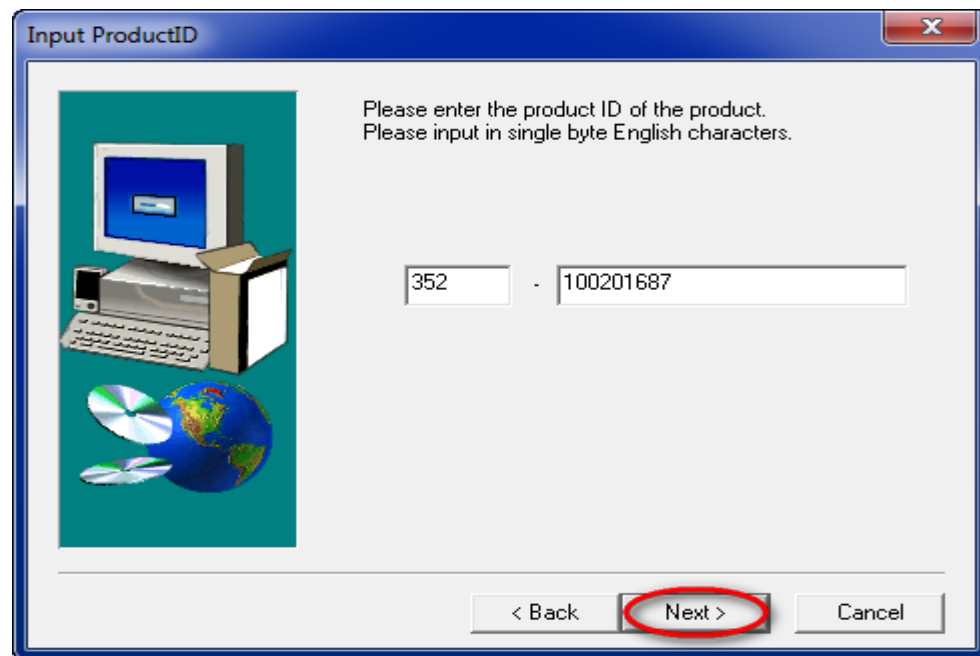 Input ProductID
Please enter the product ID of the product.
Please input in single byte English characters.
352 - 100201687
< Back Next > Cancel